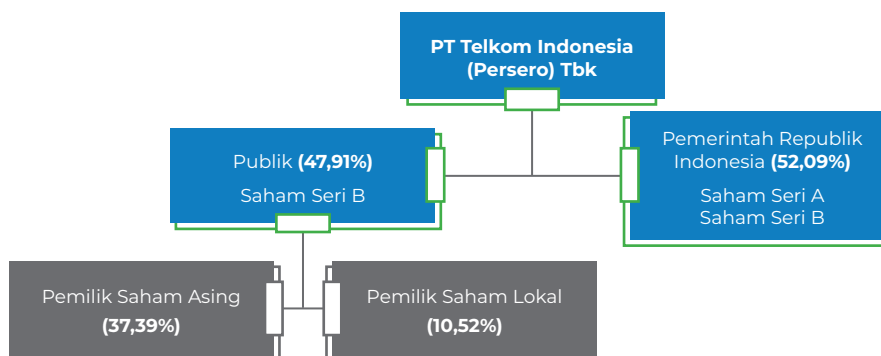 PT Telkom Indonesia
(Persero) Tbk
Publik (47,91%)
Saham Seri B
Pemerintah Republik
Indonesia (52,09%)
Saham Seri A
Saham Seri B
Pemilik Saham Asing
(37,39%)
Pemilik Saham Lokal
(10,52%)